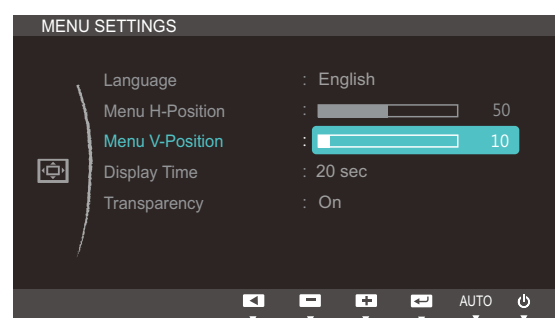 MENU SETTINGS
Language : English
Menu H-Position : 50
Menu V-Position : 10
Display Time : 20 sec
Transparency : On
AUTO